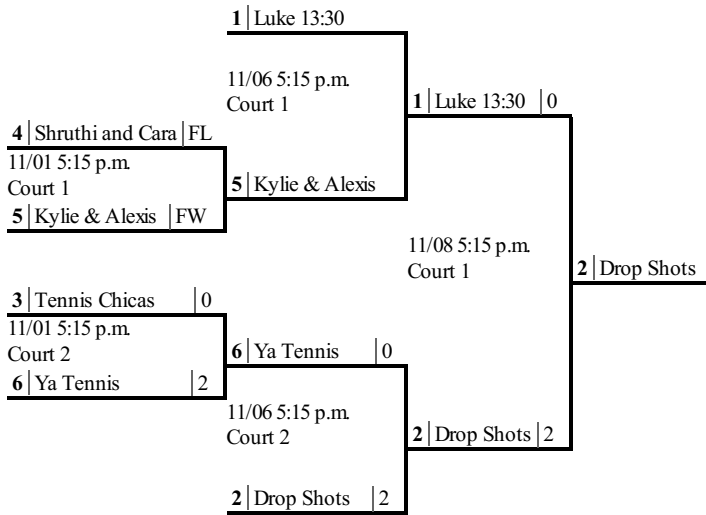 1 Luke 13:30
11/06 5:15 p.m.
Court 1
1 Luke 13:30 0
4 Shruthi and Cara FL
11/01 5:15 p.m.
Court 1
5 Kylie & Alexis
5 Kylie & Alexis FW
11/08 5:15 p.m.
Court 1
2 Drop Shots
3 Tennis Chicas 0
11/01 5:15 p.m.
Court 2
6 Ya Tennis 0
6 Ya Tennis 2
11/06 5:15 p.m.
Court 2
2 Drop Shots 2
2 Drop Shots 2